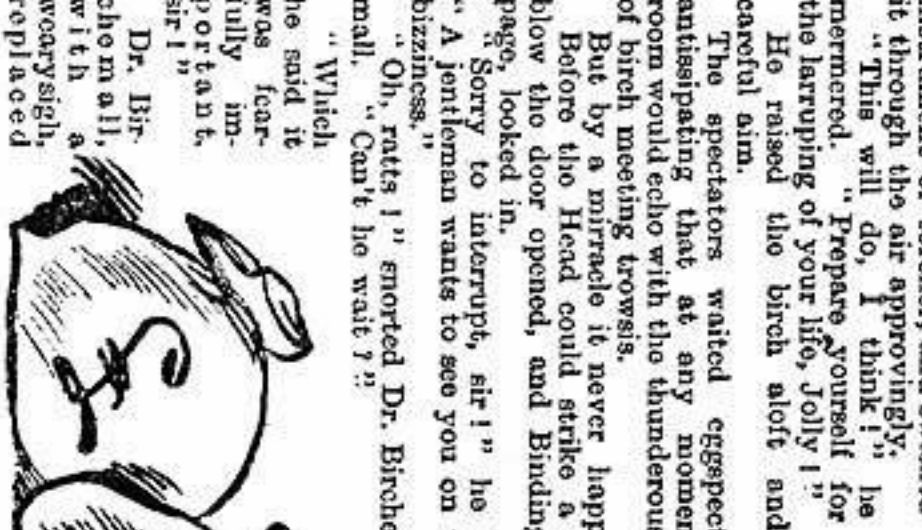 it through the air approvingly.
"This will do, I think!" he
mermered. "Prepare yourself for
the larruping of your life, Jolly!"
He raised the birch aloft and
careful aim.
The spectators waited eggspec
antissipating that at any momen
room would echo with the thunderous
of birch meeting trowsis.
But by a mirracle it never happ
Before the Head could strike a
blow the door opened, and Binding
page, looked in.
"Sorry to interrupt, sir!" he
"A jentleman wants to see you on
bizziness."
"Oh, ratts!" snorted Dr. Birche
mall. "Can't he wait?"
"Which
he said it
was fear-
fully im-
portant,
sir!"
Dr. Bir-
chemall,
with a
wearysigh,
replaced